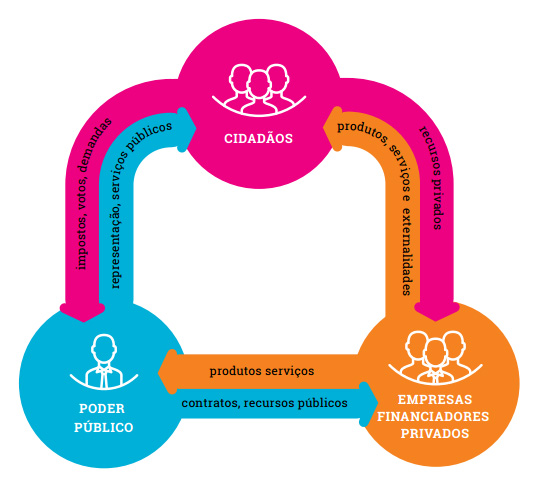 CIDADÃOS
impostos, votos, demandas
representação, serviços públicos
produtos, serviços e externalidades
recursos privados
produtos serviços
contratos, recursos públicos
PODER
PÚBLICO
EMPRESAS
FINANCIADORES
PRIVADOS